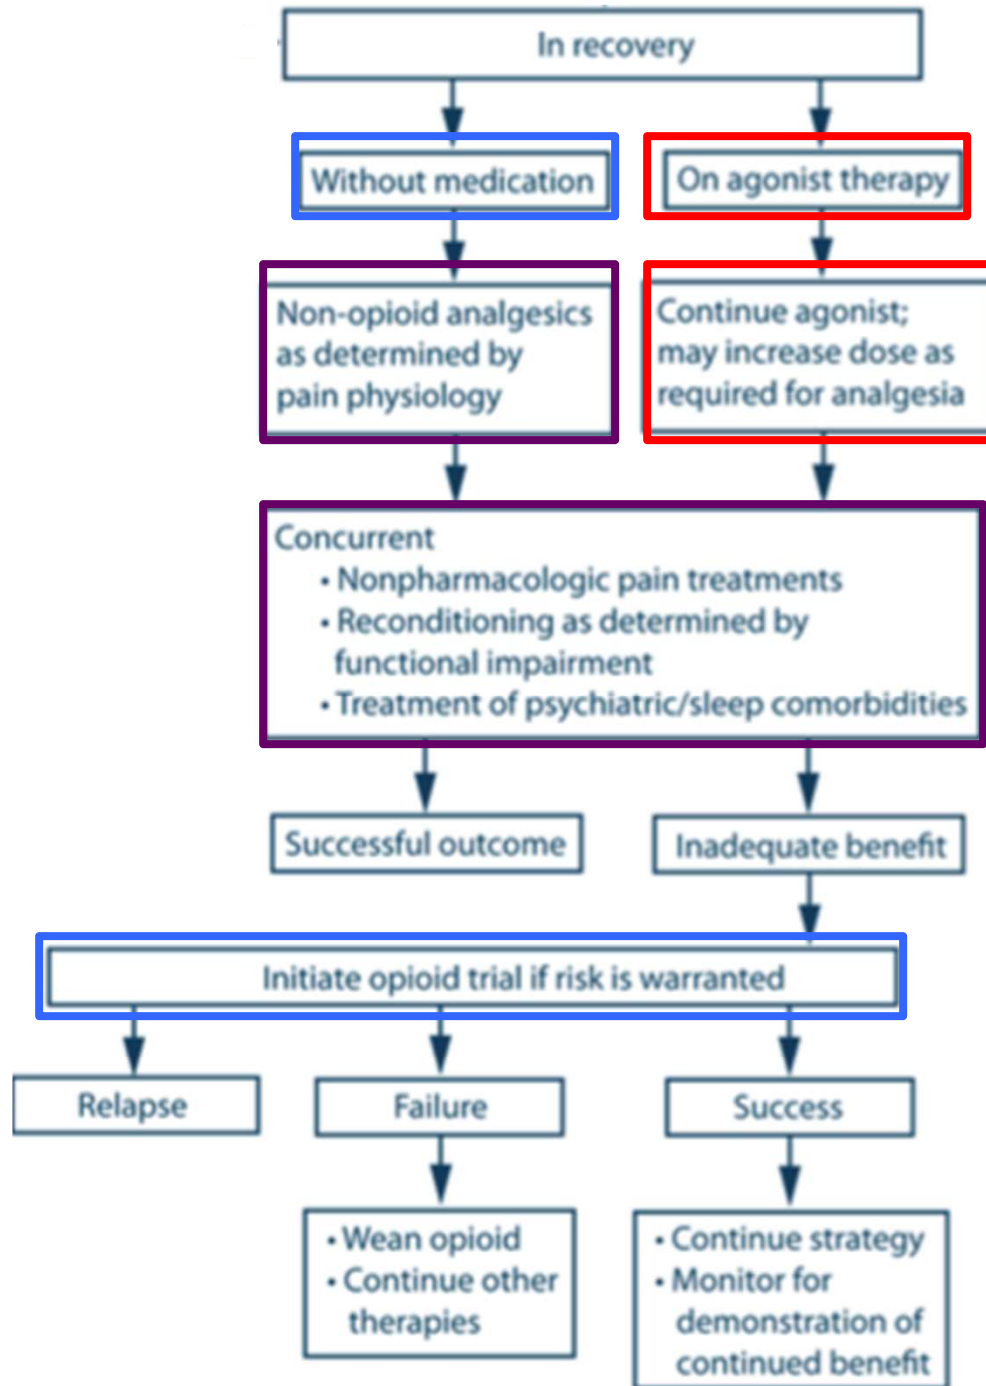 In recovery
Without medication
On agonist therapy
Non-opioid analgesics
as determined by
pain physiology
Continue agonist;
may increase dose as
required for analgesia
Concurrent
• Nonpharmacologic pain treatments
• Reconditioning as determined by
functional impairment
• Treatment of psychiatric/sleep comorbidities
Successful outcome
Inadequate benefit
Initiate opioid trial if risk is warranted
Relapse
Failure
Success
• Wean opioid
• Continue other
therapies
• Continue strategy
• Monitor for
demonstration of
continued benefit